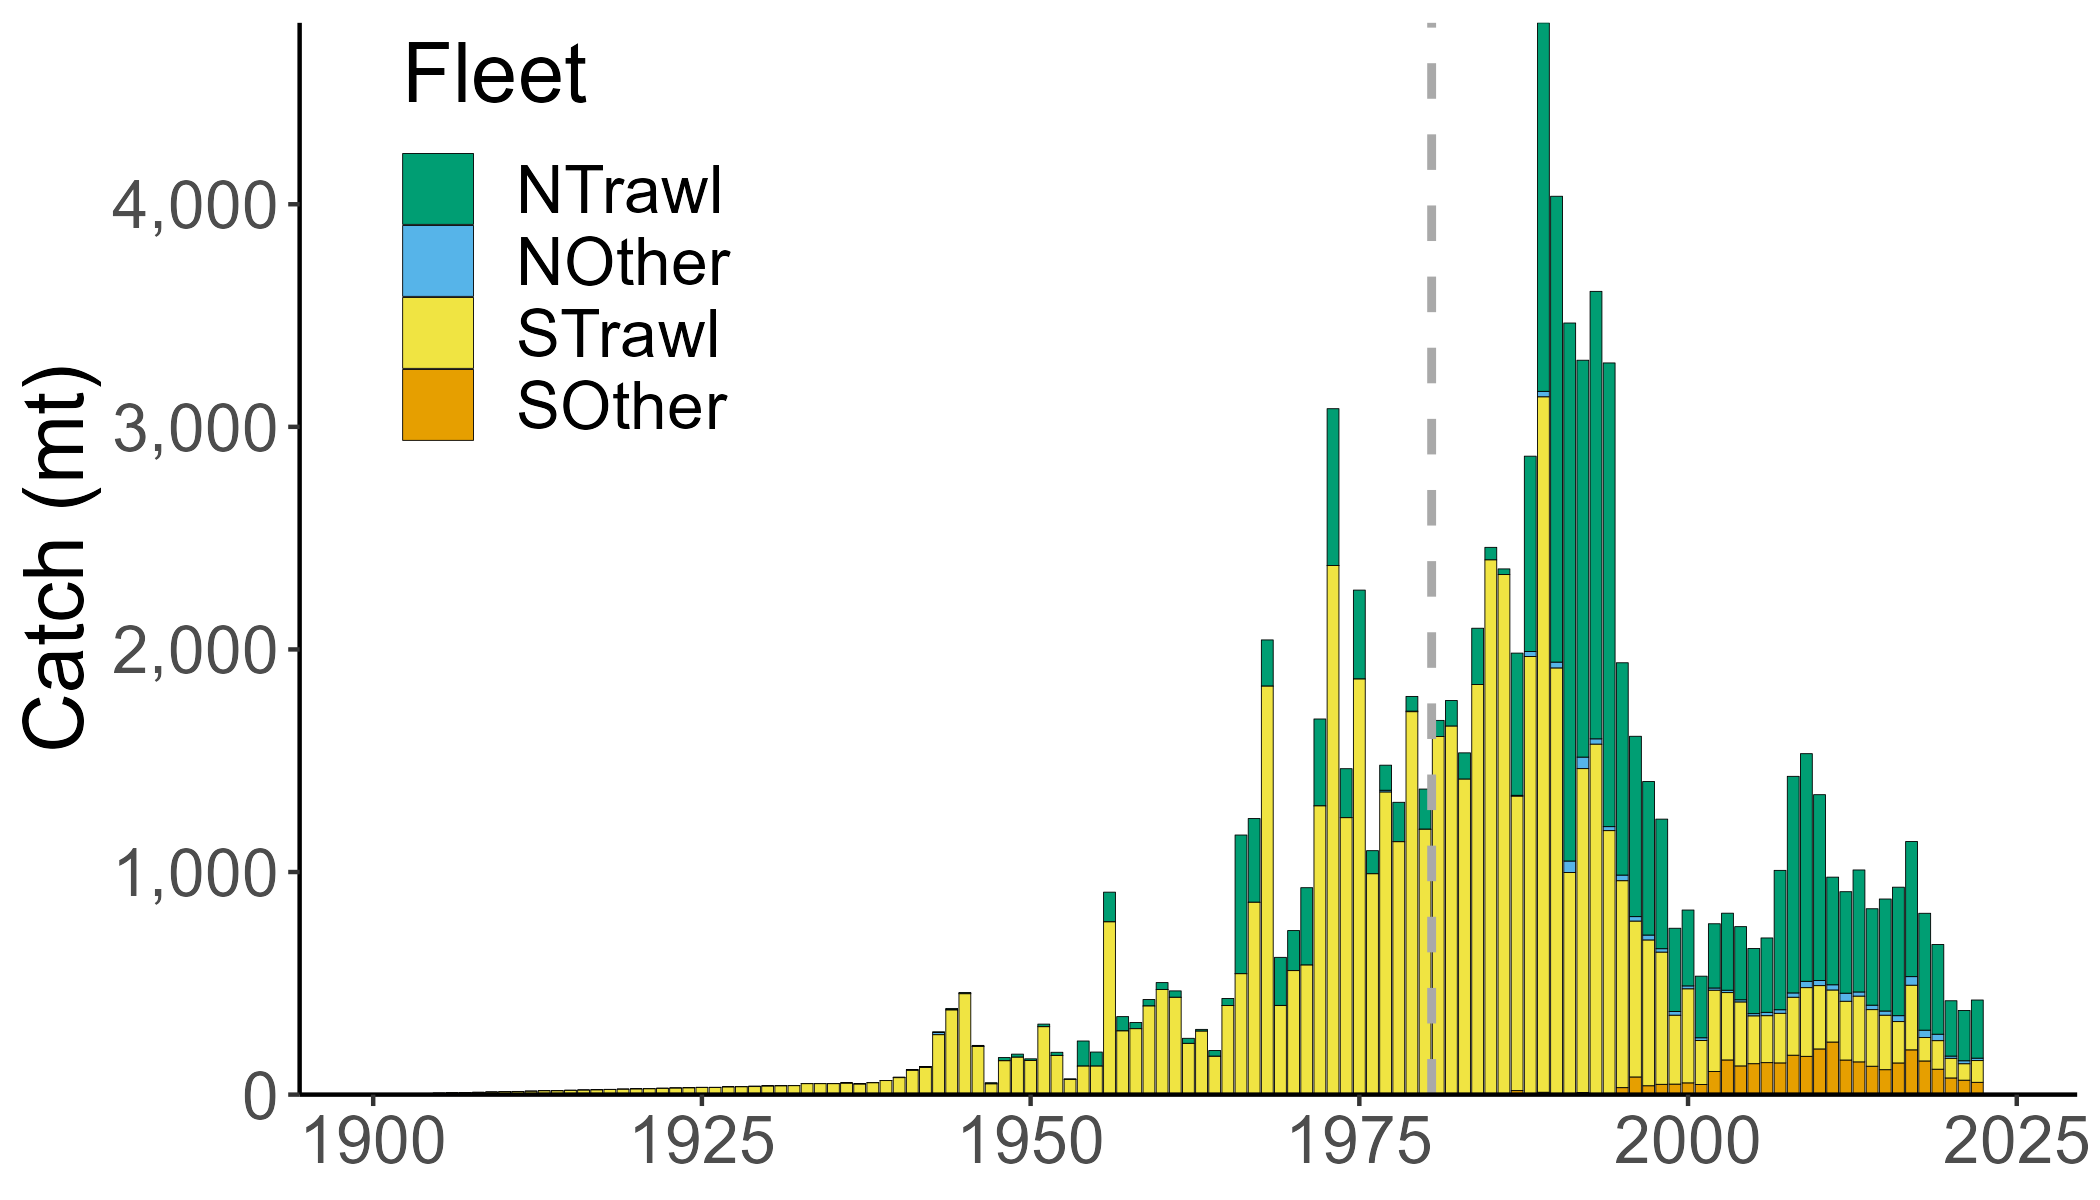 Fleet
NTrawl
NOther
STrawl
SOther
Catch (mt)
4,000
3,000
2,000
1,000
0
1900 1925 1950 1975 2000 2025